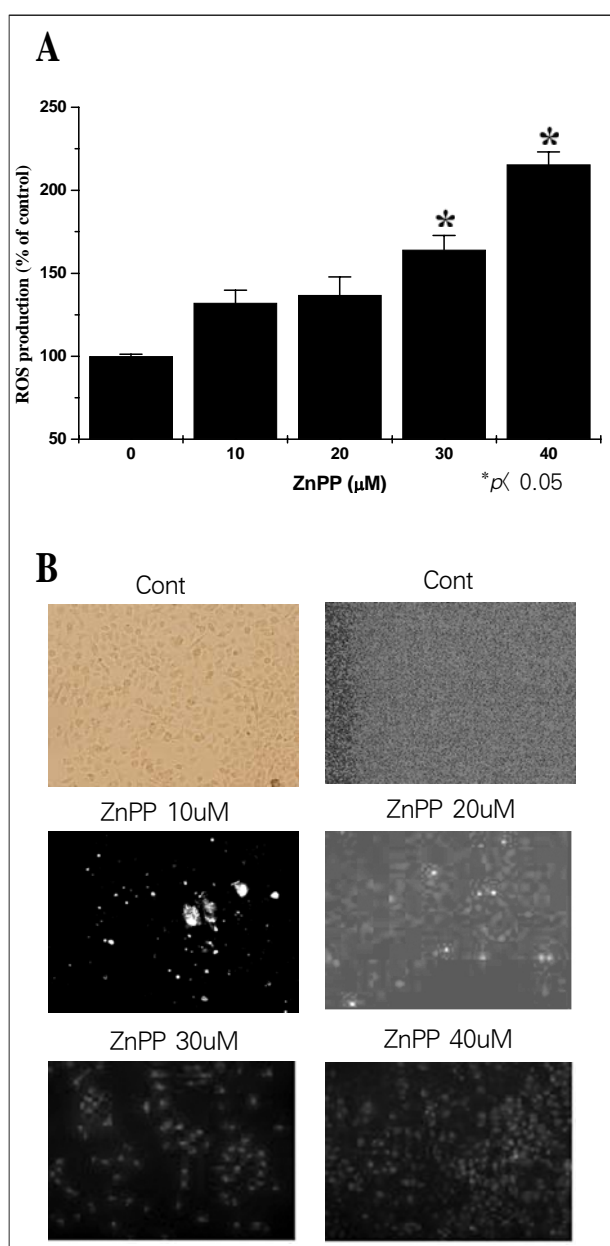 A
ROS production (% of control)
250
200
150
100
50
*
*
0 10 20 30 40
ZnPP (μM)
*p< 0.05
B
Cont Cont
ZnPP 10uM ZnPP 20uM
ZnPP 30uM ZnPP 40uM